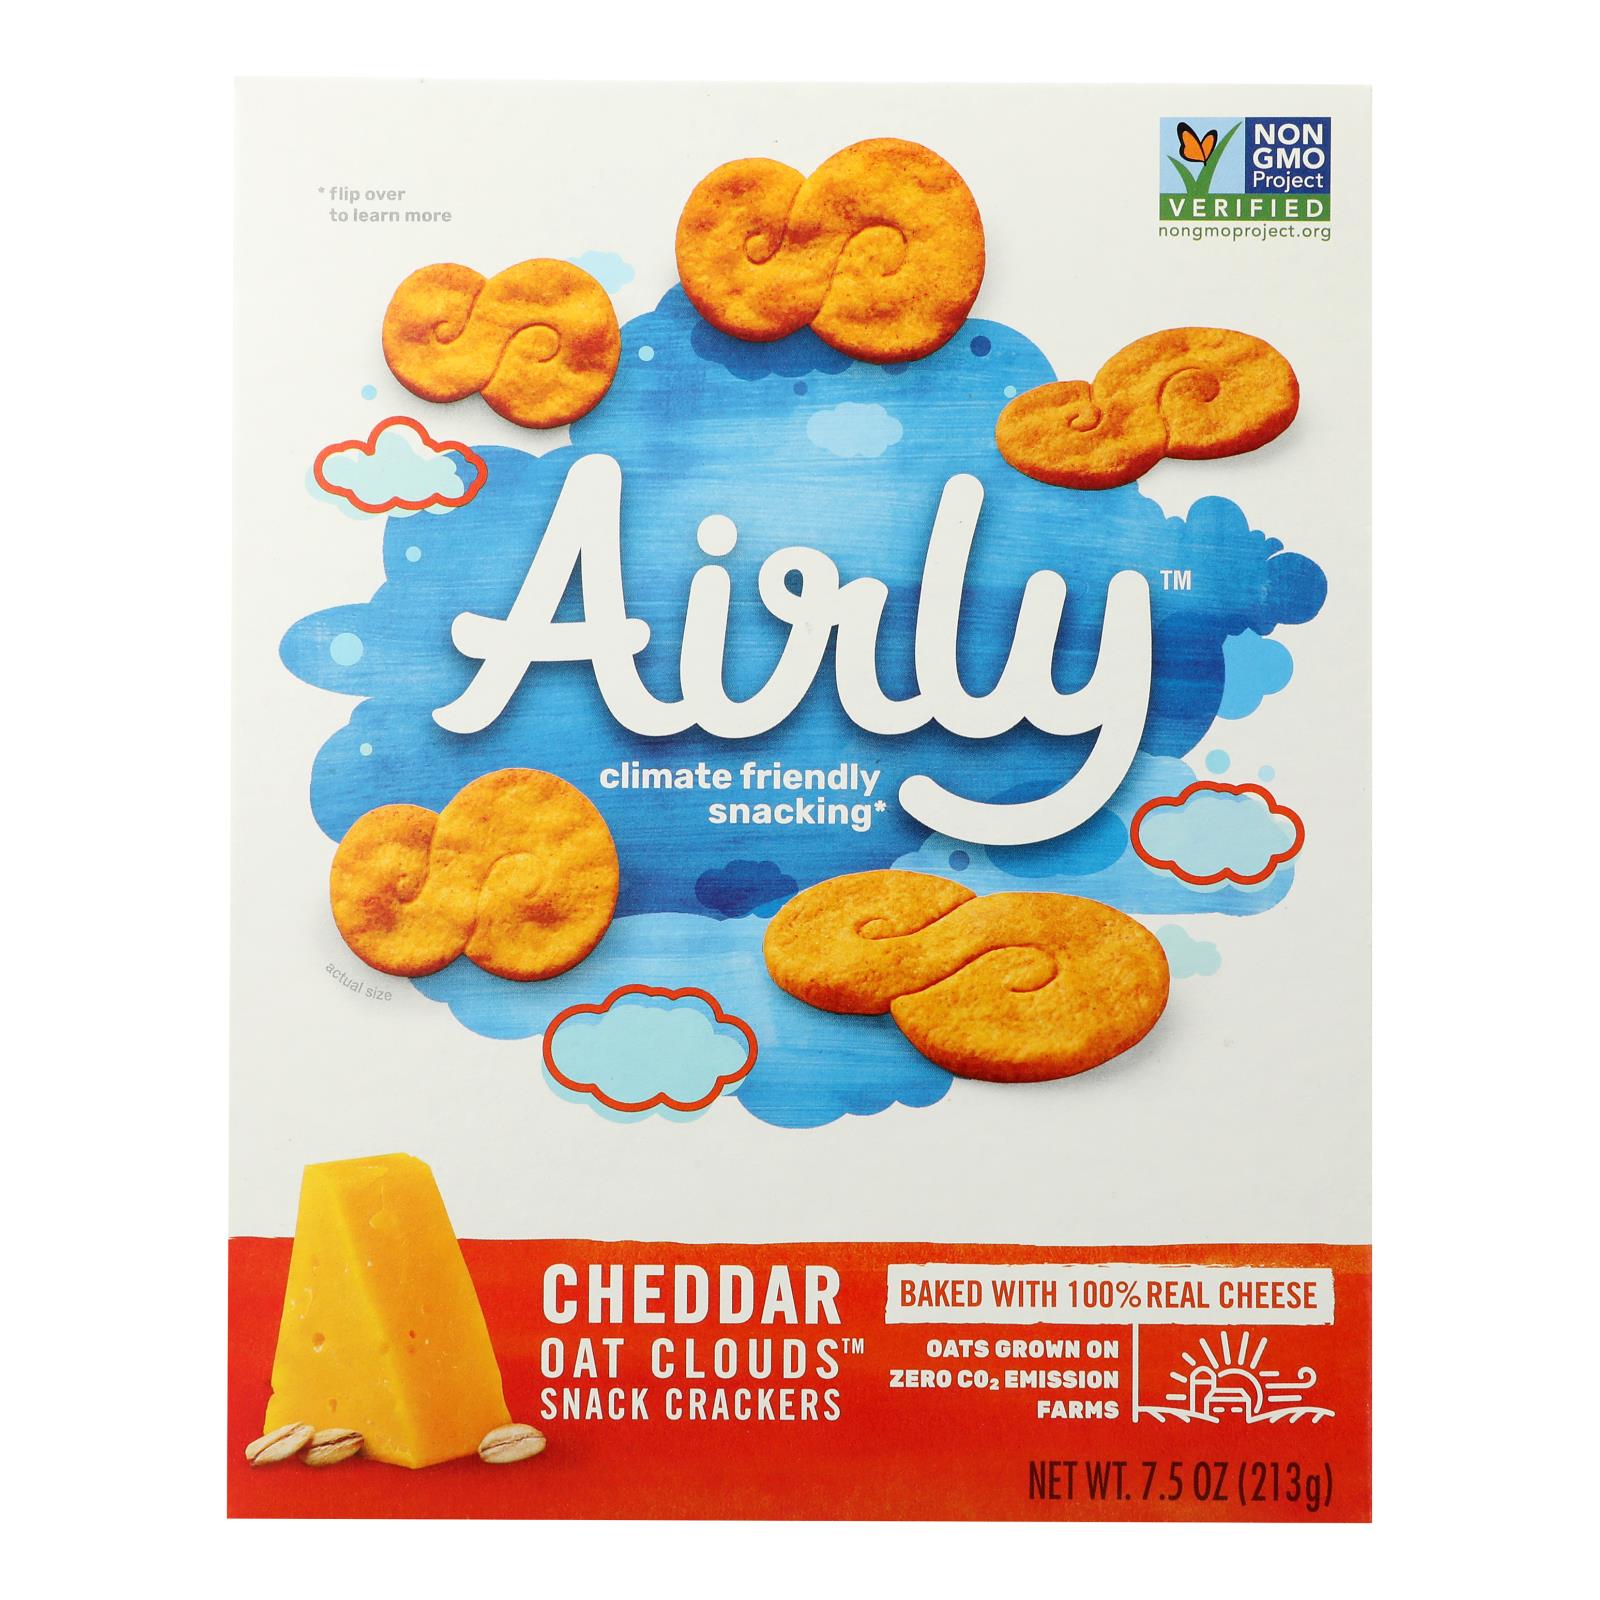 * flip over
to learn more
NON
GMO
Project
VERIFIED
nongmoproject.org
Airly™
climate friendly
snacking*
actual size
CHEDDAR
OAT CLOUDS™
SNACK CRACKERS
BAKED WITH 100% REAL CHEESE
OATS GROWN ON
ZERO CO₂ EMISSION
FARMS
NET WT. 7.5 OZ (213g)